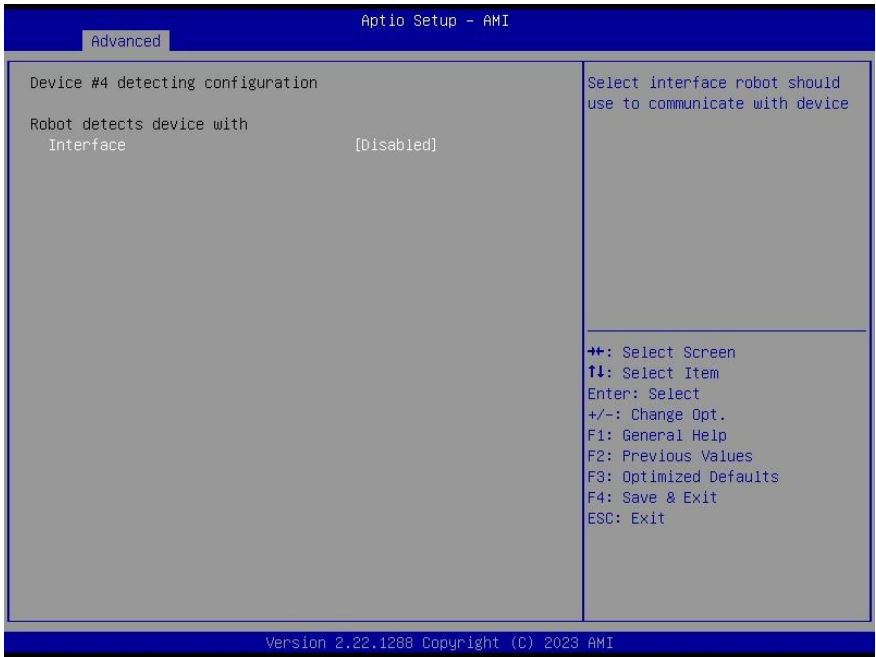 Aptio Setup - AMI
Advanced
Device #4 detecting configuration
Robot detects device with
Interface [Disabled]
Select interface robot should
use to communicate with device
→←: Select Screen
↑↓: Select Item
Enter: Select
+/-: Change Opt.
F1: General Help
F2: Previous Values
F3: Optimized Defaults
F4: Save & Exit
ESC: Exit
Version 2.22.1288 Copyright (C) 2023 AMI